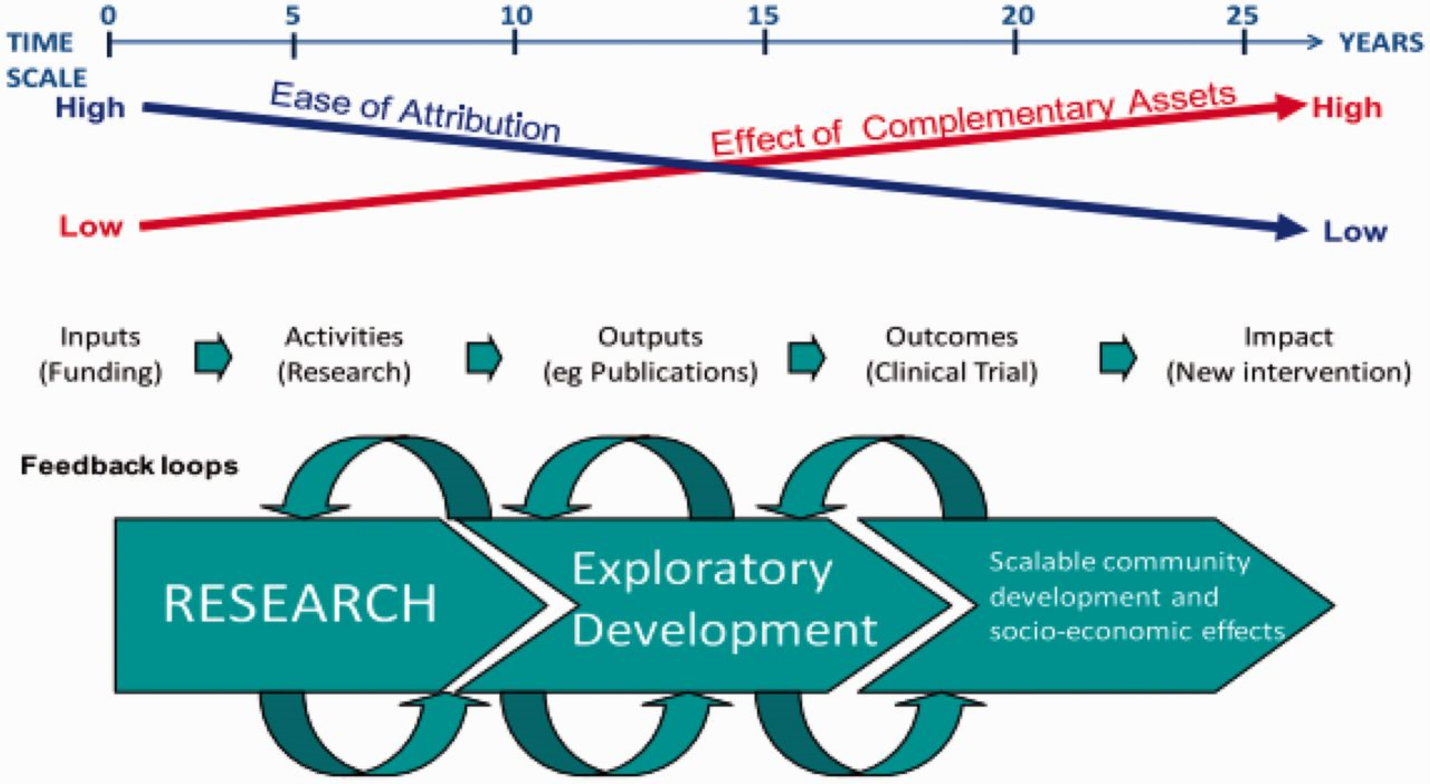 0 5 10 15 20 25
TIME YEARS
SCALE
High Ease of Attribution Effect of Complementary Assets High
Low Low
Inputs Activities Outputs Outcomes Impact
(Funding) (Research) (eg Publications) (Clinical Trial) (New intervention)
Feedback loops
RESEARCH
Exploratory
Development
Scalable community
development and
socio-economic effects